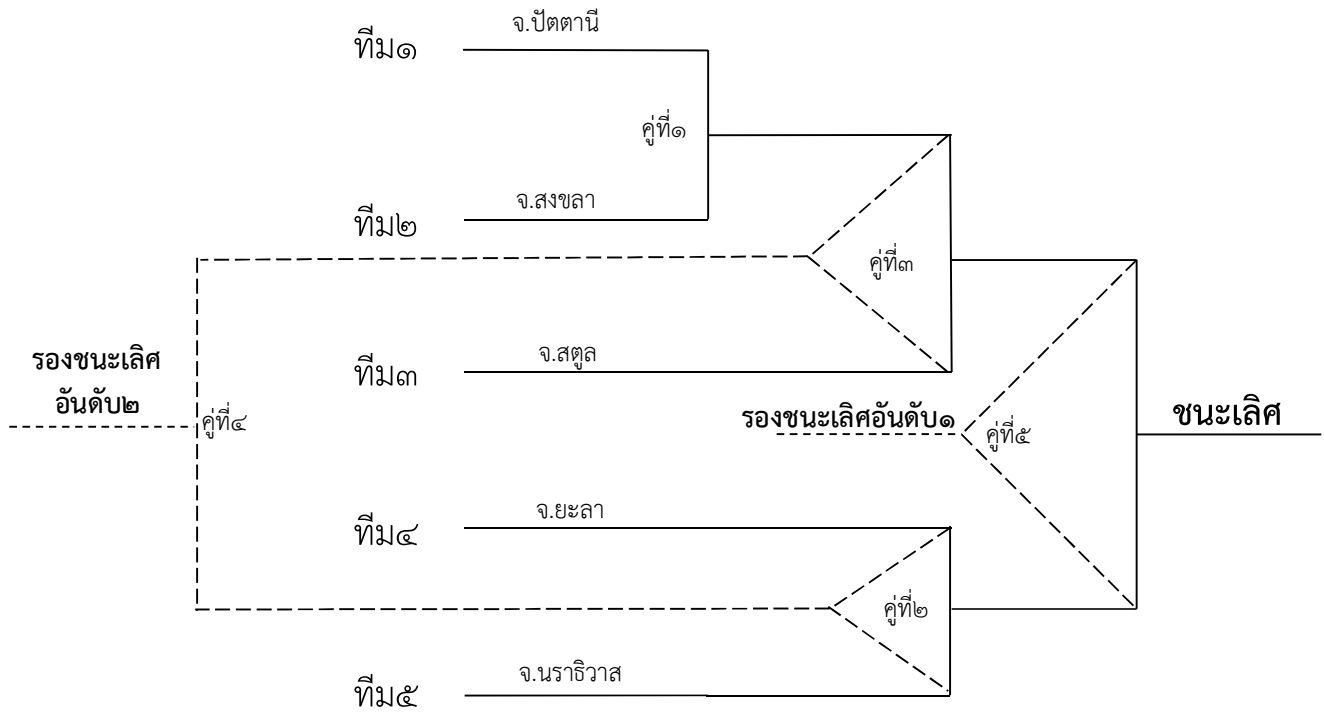 จ.ปัตตานี
ทีม๑
คู่ที่๑
จ.สงขลา
ทีม๒
คู่ที่๓
รองชนะเลิศ
อันดับ๒
จ.สตูล
ทีม๓
คู่ที่๔
รองชนะเลิศอันดับ๑
คู่ที่๕
ชนะเลิศ
จ.ยะลา
ทีม๔
คู่ที่๒
จ.นราธิวาส
ทีม๕